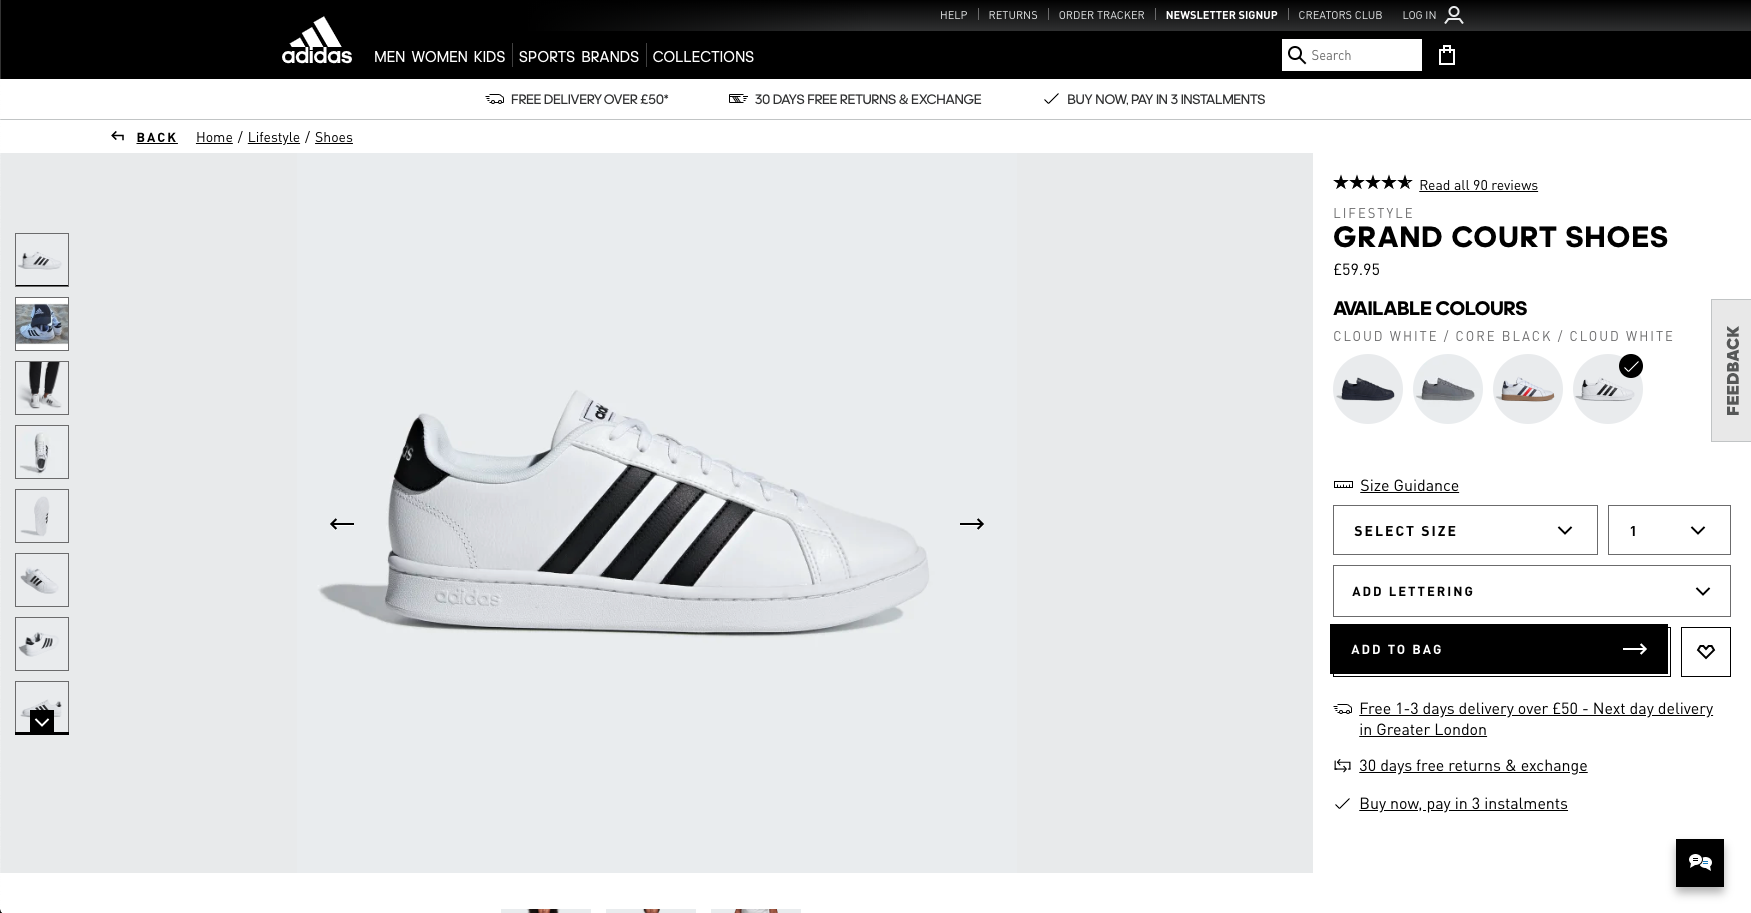 HELP
RETURNS
ORDER TRACKER
NEWSLETTER SIGNUP
CREATORS CLUB
LOG IN
adidas
MEN WOMEN KIDS SPORTS BRANDS COLLECTIONS
Search
FREE DELIVERY OVER £50*
30 DAYS FREE RETURNS & EXCHANGE
BUY NOW, PAY IN 3 INSTALMENTS
BACK
Home / Lifestyle / Shoes
Read all 90 reviews
LIFESTYLE
GRAND COURT SHOES
£59.95
AVAILABLE COLOURS
CLOUD WHITE / CORE BLACK / CLOUD WHITE
FEEDBACK
Size Guidance
SELECT SIZE
1
ADD LETTERING
ADD TO BAG
Free 1-3 days delivery over £50 - Next day delivery
in Greater London
30 days free returns & exchange
Buy now, pay in 3 instalments
adidas